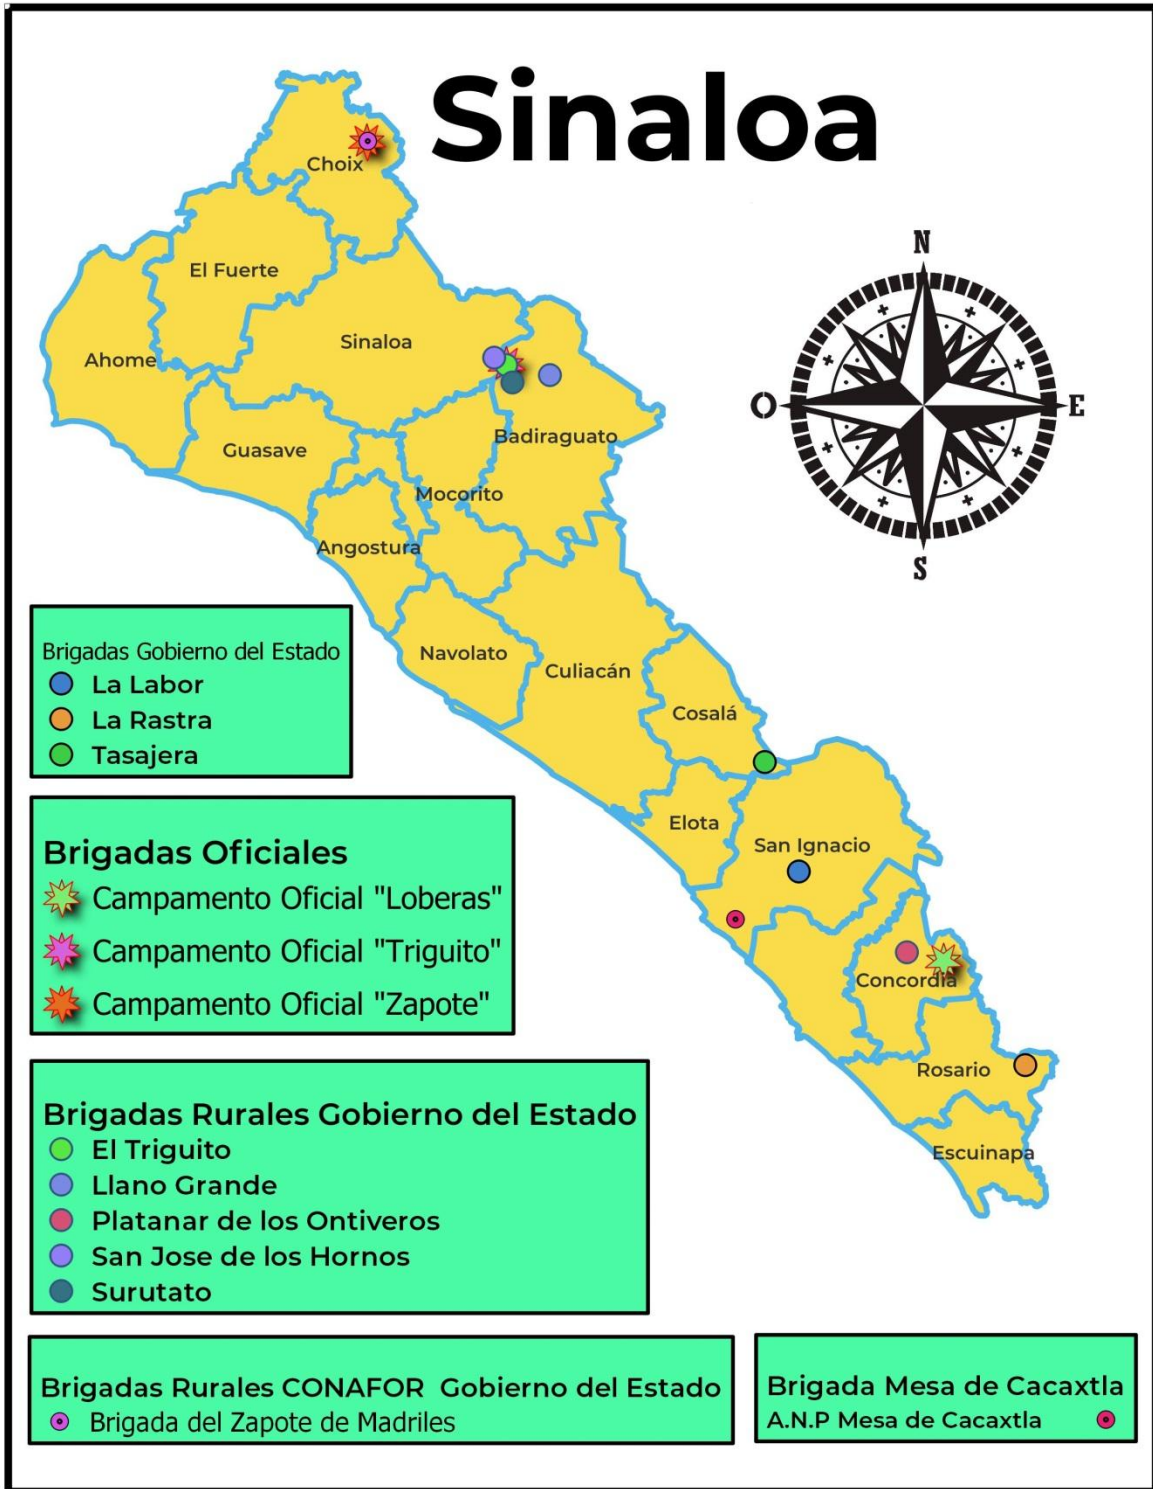 Sinaloa
Choix
El Fuerte
Sinaloa
Ahome
Guasave
Badiraguato
Mocorito
Angostura
Navolato
Culiacán
Cosalá
Elota
San Ignacio
Concordia
Rosario
Escuinapa
N
O
E
S
Brigadas Gobierno del Estado
La Labor
La Rastra
Tasajera
Brigadas Oficiales
Campamento Oficial "Loberas"
Campamento Oficial "Triguito"
Campamento Oficial "Zapote"
Brigadas Rurales Gobierno del Estado
El Triguito
Llano Grande
Platanar de los Ontiveros
San Jose de los Hornos
Surutato
Brigadas Rurales CONAFOR Gobierno del Estado
Brigada del Zapote de Madriles
Brigada Mesa de Cacaxtla
A.N.P Mesa de Cacaxtla